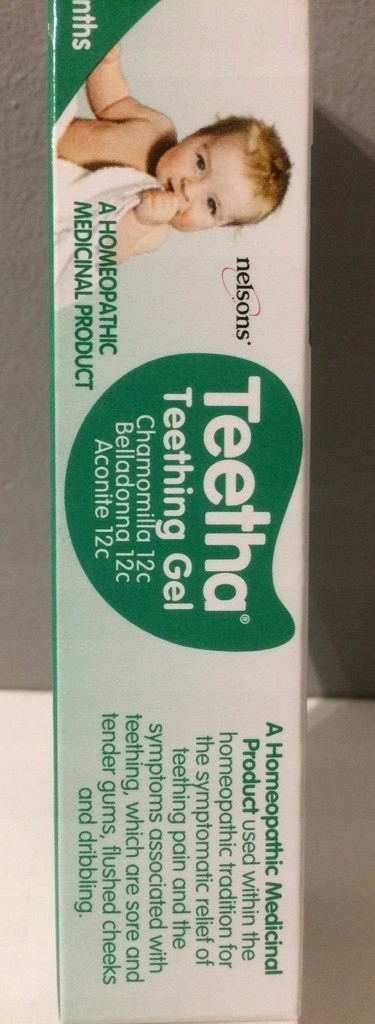 nths
A HOMEOPATHIC
MEDICINAL PRODUCT
nelsons®
Teetha®
Teething Gel
Chamomilla 12c
Belladonna 12c
Aconite 12c
A Homeopathic Medicinal
Product used within the
homeopathic tradition for
the symptomatic relief of
teething pain and the
symptoms associated with
teething, which are sore and
tender gums, flushed cheeks
and dribbling.